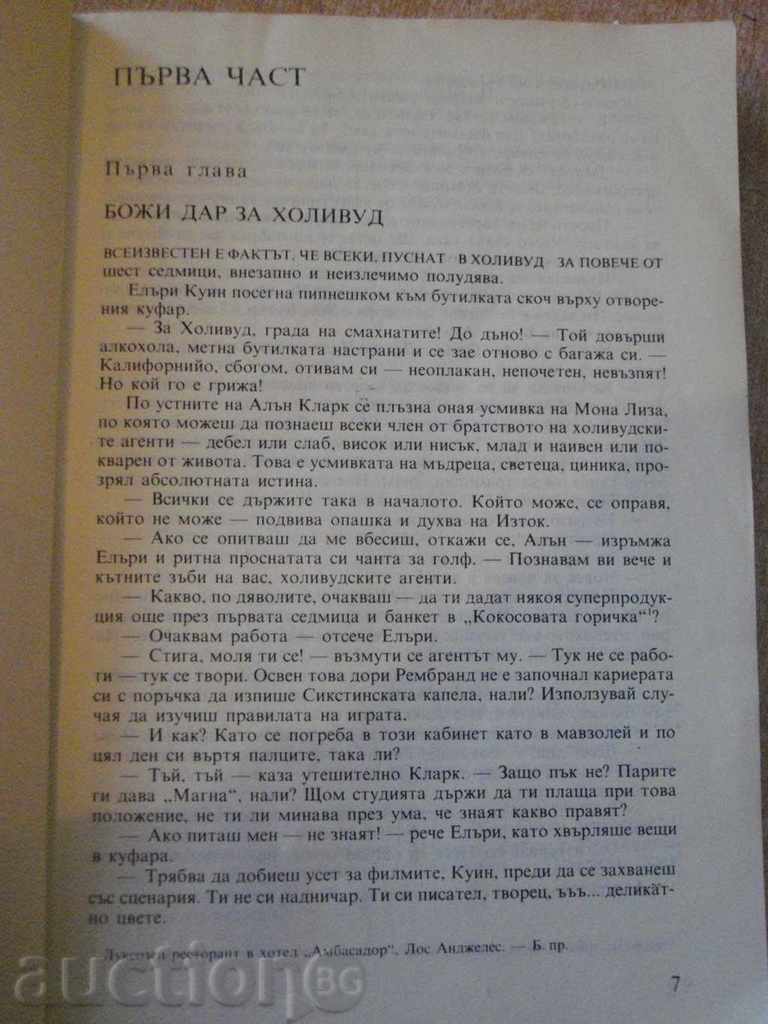 ПЪРВА ЧАСТ
Първа глава
БОЖИ ДАР ЗА ХОЛИВУД
ВСЕИЗВЕСТЕН Е ФАКТЪТ, ЧЕ ВСЕКИ, ПУСНАТ В ХОЛИВУД ЗА ПОВЕЧЕ ОТ
шест седмици, внезапно и неизлечимо полудява.
Елъри Куин посегна пипнешком към бутилката скоч върху отворе-
ния куфар.
— За Холивуд, града на смахнатите! До дъно! — Той довърши
алкохола, метна бутилката настрани и се зае отново с багажа си. —
Калифорнийо, сбогом, отивам си — неоплакан, непочетен, невъзпят!
Но кой го е грижа!
По устните на Алън Кларк се плъзна оная усмивка на Мона Лиза,
по която можеш да познаеш всеки член от братството на холивудски-
те агенти — дебел или слаб, висок или нисък, млад и наивен или по-
кварен от живота. Това е усмивката на мъдреца, светеца, циника, про-
зрял абсолютната истина.
— Всички се държите така в началото. Който може, се оправя,
който не може — подвива опашка и духва на Изток.
— Ако се опитваш да ме вбесиш, откажи се, Алън — изръмжа
Елъри и ритна проснатата си чанта за голф. — Познавам ви вече и
кътните зъби на вас, холивудските агенти.
— Какво, по дяволите, очакваш — да ти дадат някоя суперпродук-
ция още през първата седмица и банкет в „Кокосовата горичка“¹?
— Очаквам работа — отсече Елъри.
— Стига, моля ти се! — възмути се агентът му. — Тук не се рабо-
ти — тук се твори. Освен това дори Рембранд не е започнал кариерата
си с поръчка да изпише Сикстинската капела, нали? Използувай слу-
чая да изучиш правилата на играта.
— И как? Като се погреба в този кабинет като в мавзолей и по
цял ден си въртя палците, така ли?
— Тъй, тъй — каза утешително Кларк. — Защо пък не? Парите
ги дава „Магна“, нали? Щом студията държи да ти плаща при това
положение, не ти ли минава през ума, че знаят какво правят?
— Ако питаш мен — не знаят! — рече Елъри, като хвърляше вещи
в куфара.
— Трябва да добиеш усет за филмите, Куин, преди да се захванеш
със сценария. Ти не си надничар. Ти си писател, творец, ъъъ... деликат-
но цвете.
ресторант в хотел „Амбасадор“, Лос Анджелес. — Б. пр.
7
auctionBG